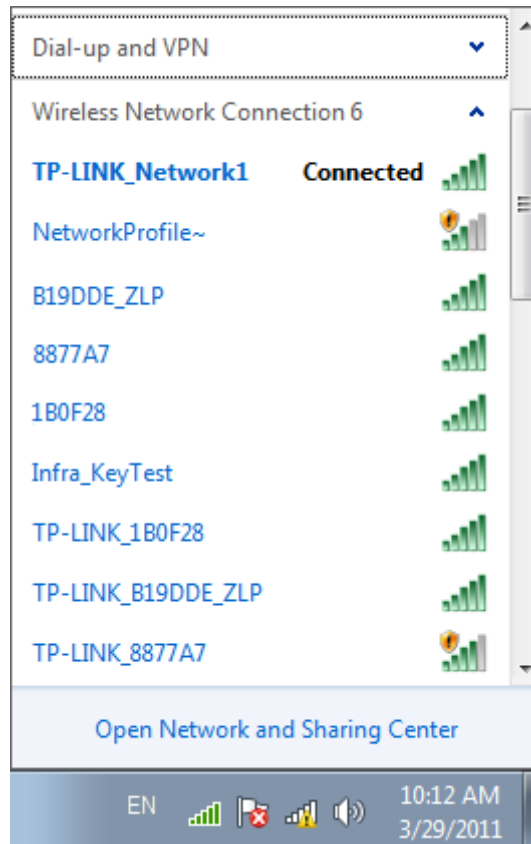 Dial-up and VPN
Wireless Network Connection 6
TP-LINK_Network1 Connected
NetworkProfile~
B19DDE_ZLP
8877A7
1B0F28
Infra_KeyTest
TP-LINK_1B0F28
TP-LINK_B19DDE_ZLP
TP-LINK_8877A7
Open Network and Sharing Center
EN 10:12 AM
3/29/2011